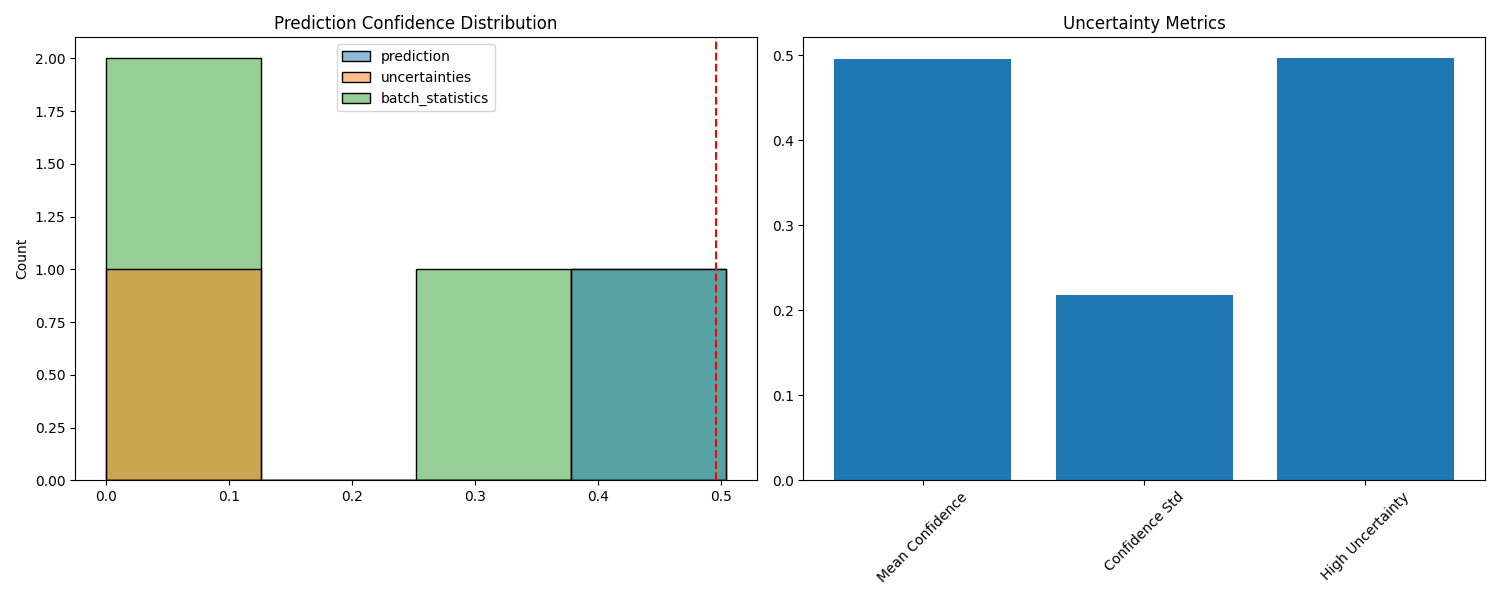 Prediction Confidence Distribution
prediction
uncertainties
batch_statistics
2.00
1.75
1.50
1.25
1.00
0.75
0.50
0.25
0.00
Count
0.0 0.1 0.2 0.3 0.4 0.5
Uncertainty Metrics
0.5
0.4
0.3
0.2
0.1
0.0
Mean Confidence
Confidence Std
High Uncertainty